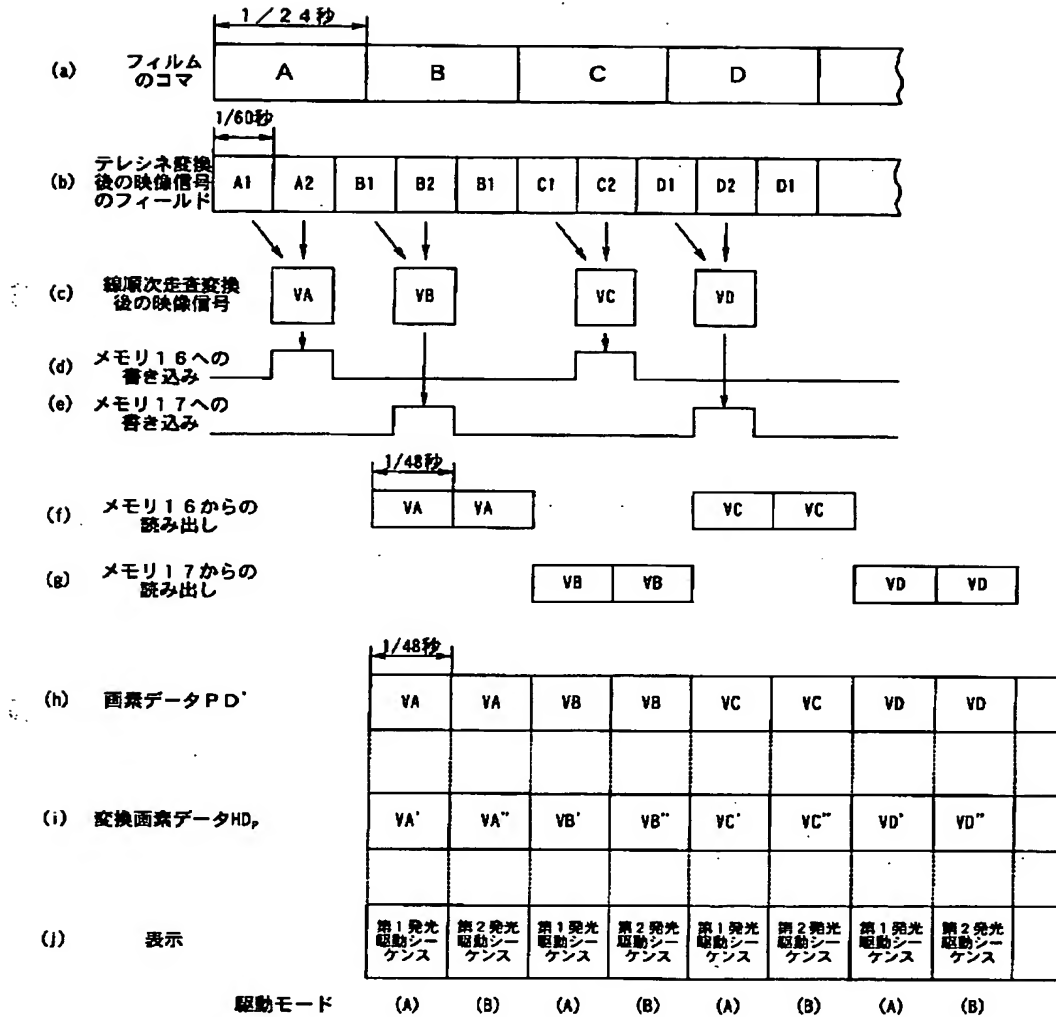 1/24秒
(a) フィルム
のコマ
A B C D
1/60秒
(b) テレシネ変換
後の映像信号
のフィールド
A1 A2 B1 B2 B1 C1 C2 D1 D2 D1
(c) 線順次走査変換
後の映像信号
VA VB VC VD
(d) メモリ16への
書き込み
(e) メモリ17への
書き込み
1/48秒
(f) メモリ16からの
読み出し
VA VA VC VC
(g) メモリ17からの
読み出し
VB VB VD VD
1/48秒
(h) 画素データPD'
VA VA VB VB VC VC VD VD
(i) 変換画素データHDP
VA' VA" VB' VB" VC' VC" VD' VD"
(j) 表示
第1発光 第2発光 第1発光 第2発光 第1発光 第2発光 第1発光 第2発光
駆動シー 駆動シー 駆動シー 駆動シー 駆動シー 駆動シー 駆動シー 駆動シー
ケンス ケンス ケンス ケンス ケンス ケンス ケンス ケンス
駆動モード (A) (B) (A) (B) (A) (B) (A) (B)